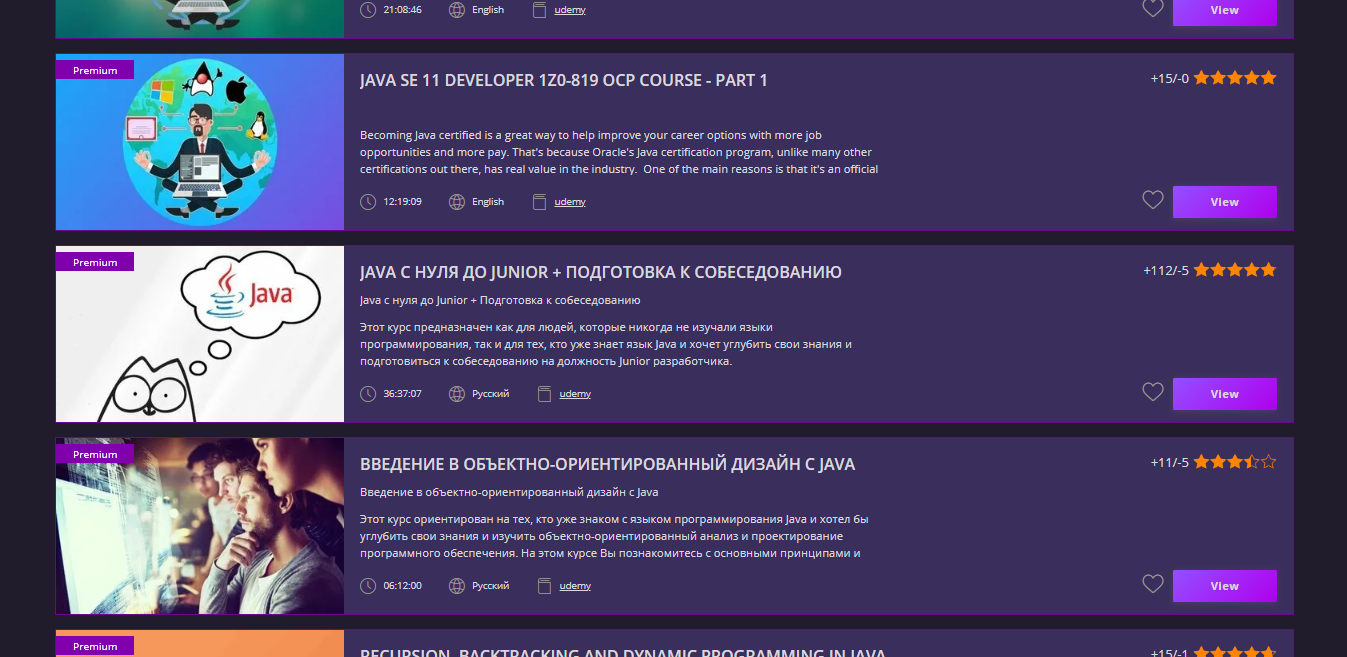 21:08:46 English udemy View
Premium
JAVA SE 11 DEVELOPER 1Z0-819 OCP COURSE - PART 1 +15/-0
Becoming Java certified is a great way to help improve your career options with more job
opportunities and more pay. That's because Oracle's Java certification program, unlike many other
certifications out there, has real value in the industry.  One of the main reasons is that it's an official
12:19:09 English udemy View
Premium
Java
JAVA С НУЛЯ ДО JUNIOR + ПОДГОТОВКА К СОБЕСЕДОВАНИЮ +112/-5
Java с нуля до Junior + Подготовка к собеседованию
Этот курс предназначен как для людей, которые никогда не изучали языки
программирования, так и для тех, кто уже знает язык Java и хочет углубить свои знания и
подготовиться к собеседованию на должность Junior разработчика.
36:37:07 Русский udemy View
Premium
ВВЕДЕНИЕ В ОБЪЕКТНО-ОРИЕНТИРОВАННЫЙ ДИЗАЙН С JAVA +11/-5
Введение в объектно-ориентированный дизайн с Java
Этот курс ориентирован на тех, кто уже знаком с языком программирования Java и хотел бы
углубить свои знания и изучить объектно-ориентированный анализ и проектирование
программного обеспечения. На этом курсе Вы познакомитесь с основными принципами и
06:12:00 Русский udemy View
Premium
RECURSION, BACKTRACKING AND DYNAMIC PROGRAMMING IN JAVA +15/-1